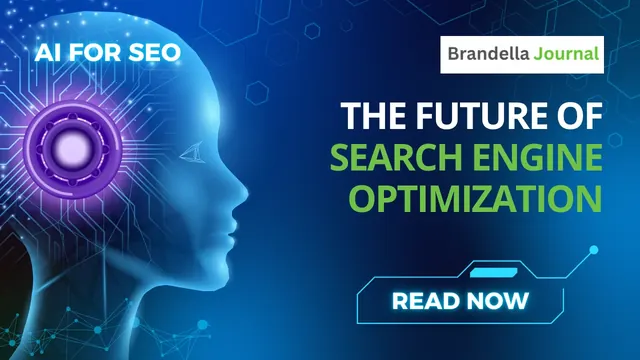 AI FOR SEO
Brandella Journal
THE FUTURE OF
SEARCH ENGINE
OPTIMIZATION
READ NOW